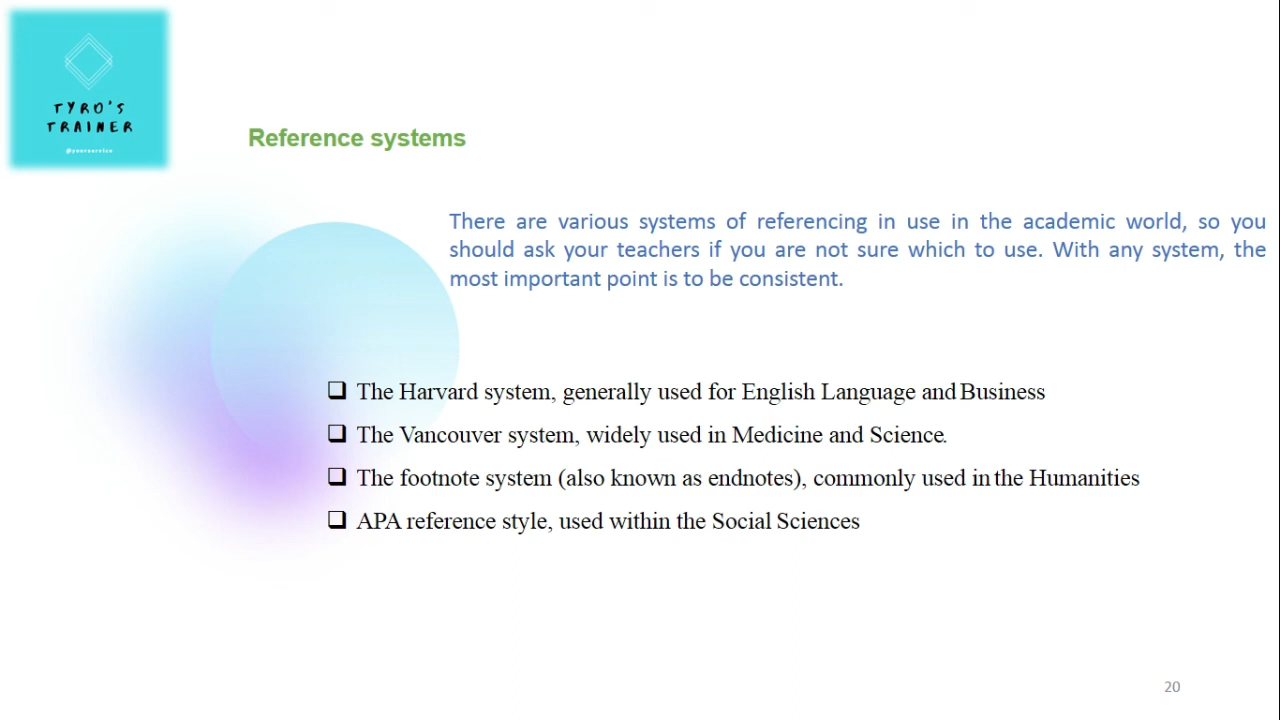 TYRO'S
TRAINER
@yourservice
Reference systems
There are various systems of referencing in use in the academic world, so you
should ask your teachers if you are not sure which to use. With any system, the
most important point is to be consistent.
The Harvard system, generally used for English Language and Business
The Vancouver system, widely used in Medicine and Science.
The footnote system (also known as endnotes), commonly used in the Humanities
APA reference style, used within the Social Sciences
20